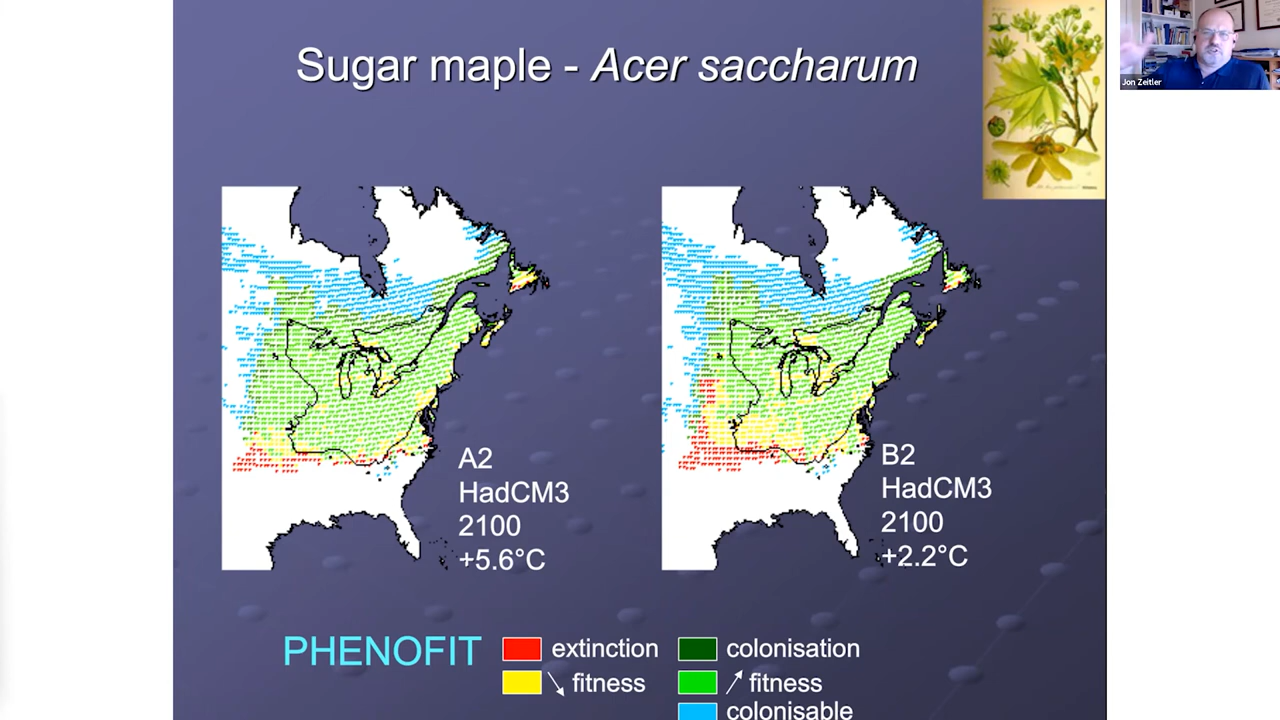 Sugar maple - Acer saccharum
Jon Zeitler
A2
HadCM3
2100
+5.6°C
B2
HadCM3
2100
+2.2°C
PHENOFIT
extinction
colonisation
fitness
fitness
colonisable